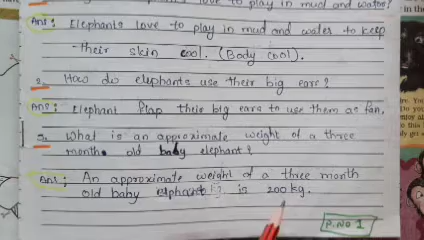 love to play in mud and water?
Ans: Elephants love to play in mud and water to keep
their skin cool. (Body cool).
2. How do elephants use their big ears?
Ans: Elephant flap their big ears to use them as fan.
3. What is an approximate weight of a three
month old baby elephant?
Ans: An approximate weight of a three month
old baby elephant is 200 kg.
P.NO 1